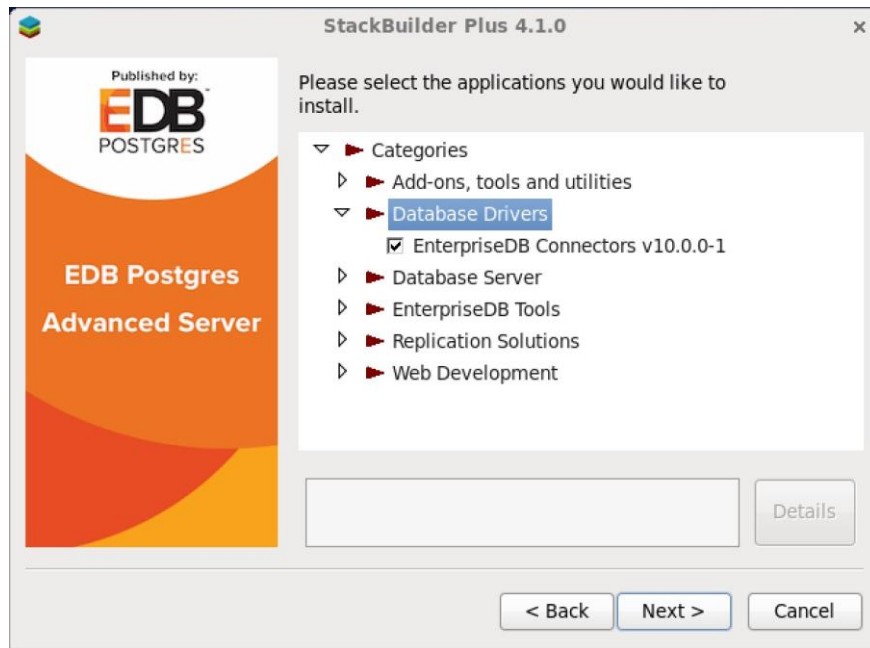 StackBuilder Plus 4.1.0
Published by:
EDB
POSTGRES
EDB Postgres
Advanced Server
Please select the applications you would like to
install.
Categories
Add-ons, tools and utilities
Database Drivers
EnterpriseDB Connectors v10.0.0-1
Database Server
EnterpriseDB Tools
Replication Solutions
Web Development
Details
< Back
Next >
Cancel